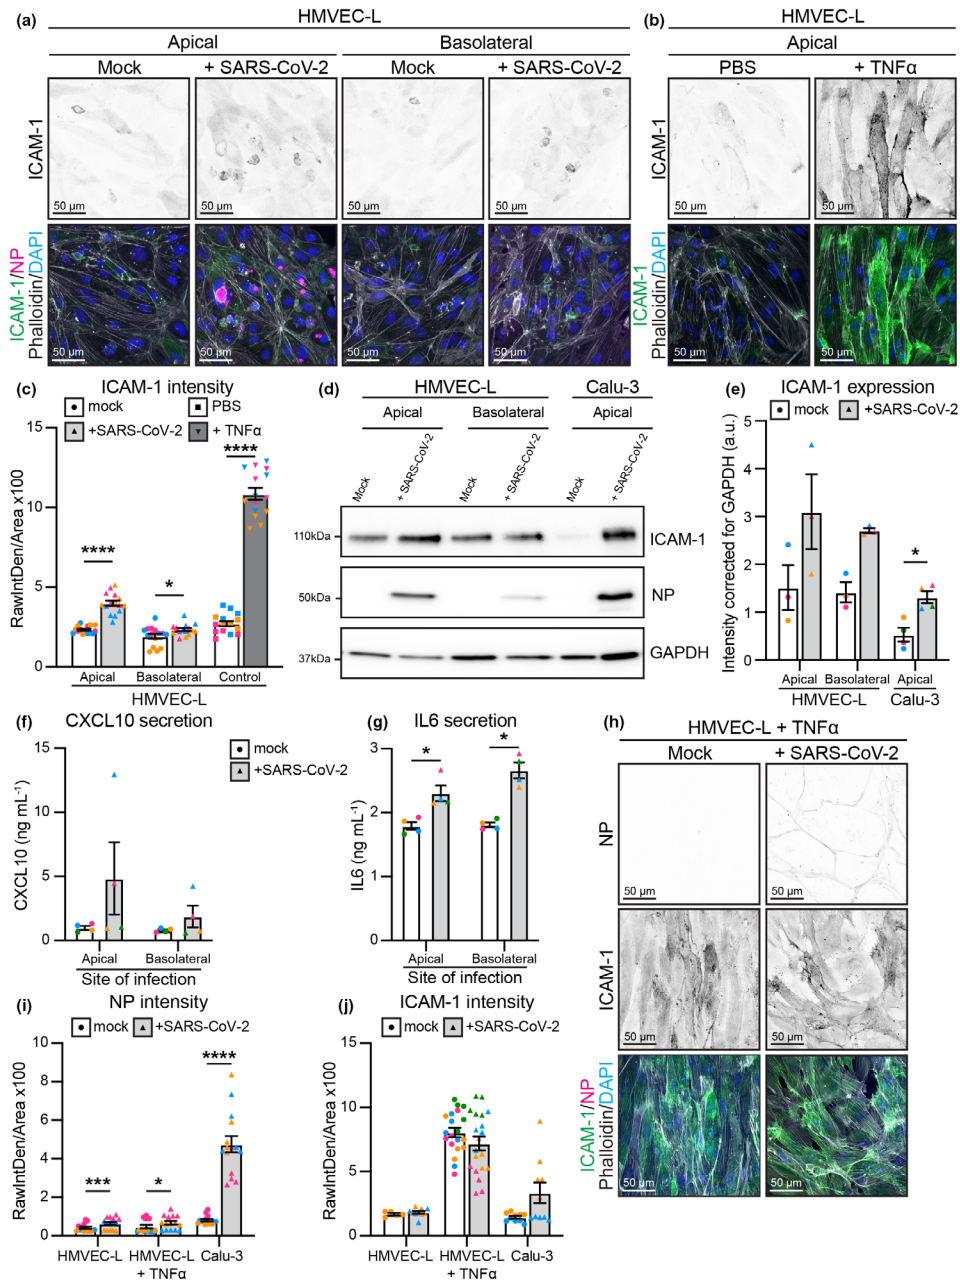 (a)
HMVEC-L
Apical
Basolateral
Mock
+ SARS-CoV-2
Mock
+ SARS-CoV-2
ICAM-1
50 µm
50 µm
50 µm
50 µm
ICAM-1/NP
Phalloidin/DAPI
50 µm
50 µm
50 µm
50 µm
(b)
HMVEC-L
Apical
PBS
+ TNFα
ICAM-1
50 µm
50 µm
ICAM-1
Phalloidin/DAPI
50 µm
50 µm
(c)
ICAM-1 intensity
mock
PBS
+SARS-CoV-2
+ TNFα
RawIntDen/Area x100
15
10
5
0
****
*
****
Apical
Basolateral
Control
HMVEC-L
(d)
HMVEC-L
Calu-3
Apical
Basolateral
Apical
Mock
+ SARS-CoV-2
Mock
+ SARS-CoV-2
Mock
+ SARS-CoV-2
110kDa
ICAM-1
50kDa
NP
37kDa
GAPDH
(e)
ICAM-1 expression
mock
+SARS-CoV-2
Intensity corrected for GAPDH (a.u.)
5
4
3
2
1
0
*
Apical
Basolateral
Apical
HMVEC-L
Calu-3
(f)
CXCL10 secretion
mock
+SARS-CoV-2
CXCL10 (ng mL-1)
15
10
5
0
Apical
Basolateral
Site of infection
(g)
IL6 secretion
IL6 (ng mL-1)
3
2
1
0
*
*
Apical
Basolateral
Site of infection
(h)
HMVEC-L + TNFα
Mock
+ SARS-CoV-2
NP
50 µm
50 µm
ICAM-1
50 µm
50 µm
ICAM-1/NP
Phalloidin/DAPI
50 µm
50 µm
(i)
NP intensity
mock
+SARS-CoV-2
RawIntDen/Area x100
10
8
6
4
2
0
***
*
****
HMVEC-L
HMVEC-L
+ TNFα
Calu-3
(j)
ICAM-1 intensity
mock
+SARS-CoV-2
RawIntDen/Area x100
15
10
5
0
HMVEC-L
HMVEC-L
+ TNFα
Calu-3